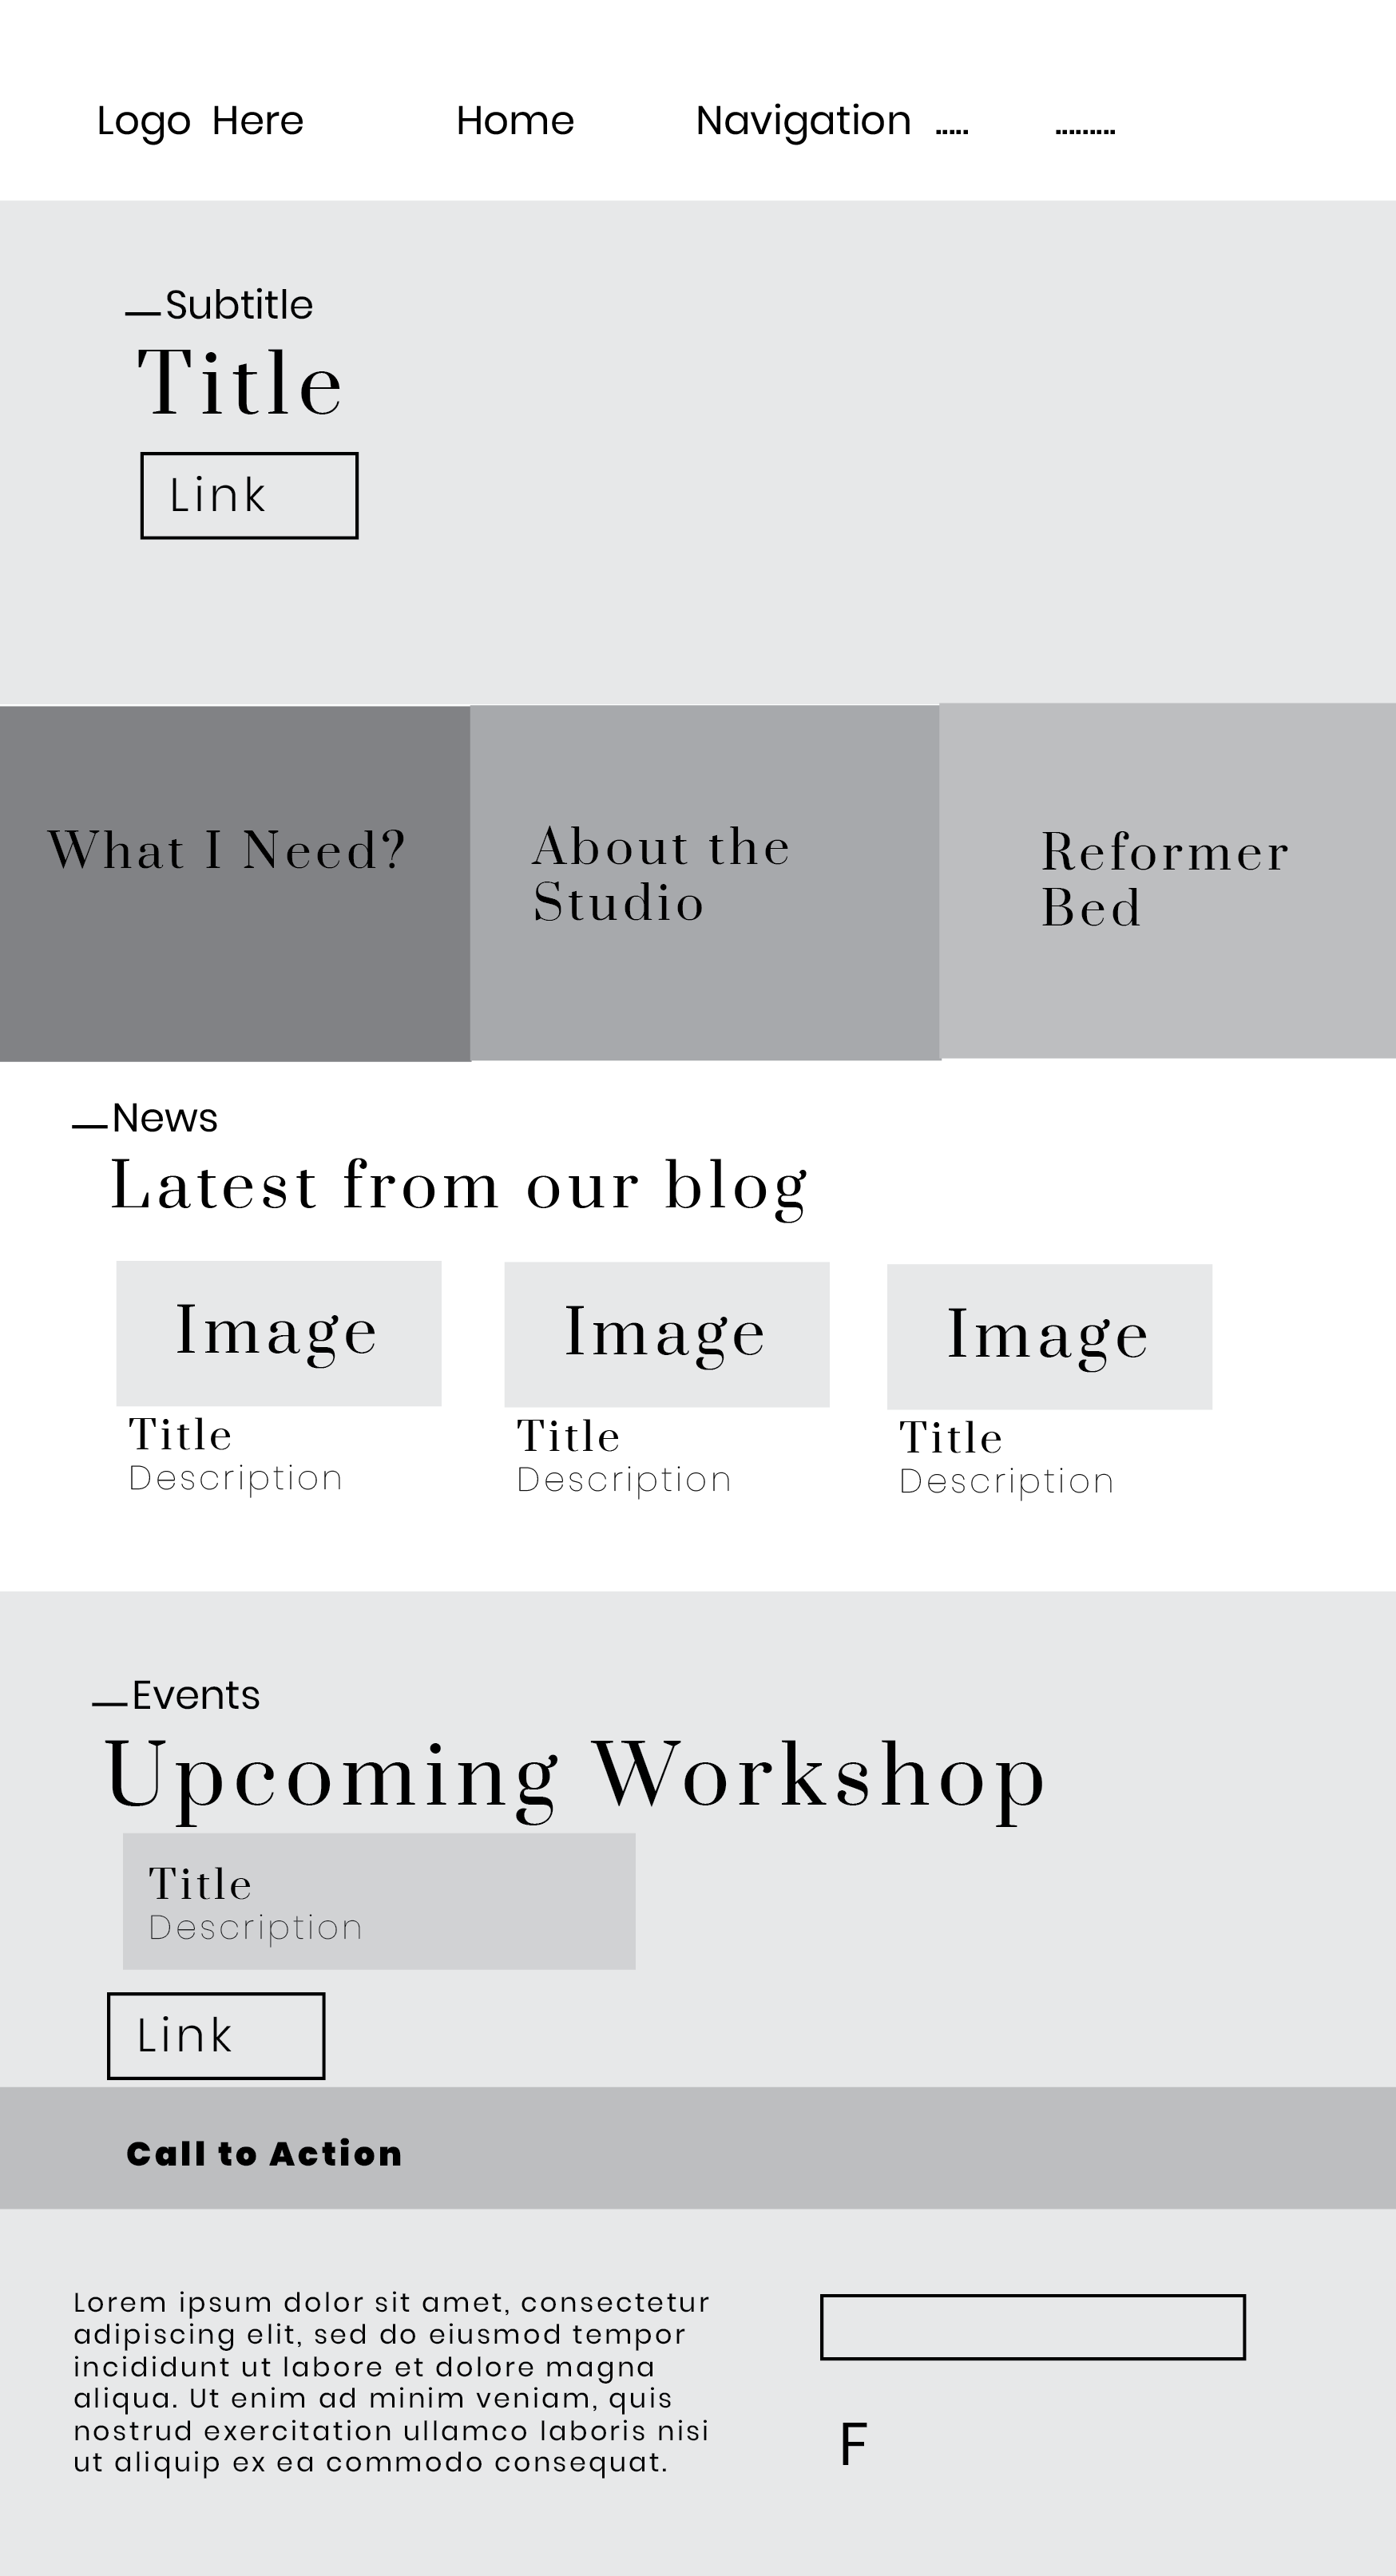 Logo Here Home Navigation ..... .........
Subtitle
Title
Link
What I Need?
About the
Studio
Reformer
Bed
News
Latest from our blog
Image Image Image
Title Title Title
Description Description Description
Events
Upcoming Workshop
Title
Description
Link
Call to Action
Lorem ipsum dolor sit amet, consectetur
adipiscing elit, sed do eiusmod tempor
incididunt ut labore et dolore magna
aliqua. Ut enim ad minim veniam, quis
nostrud exercitation ullamco laboris nisi
ut aliquip ex ea commodo consequat.
F